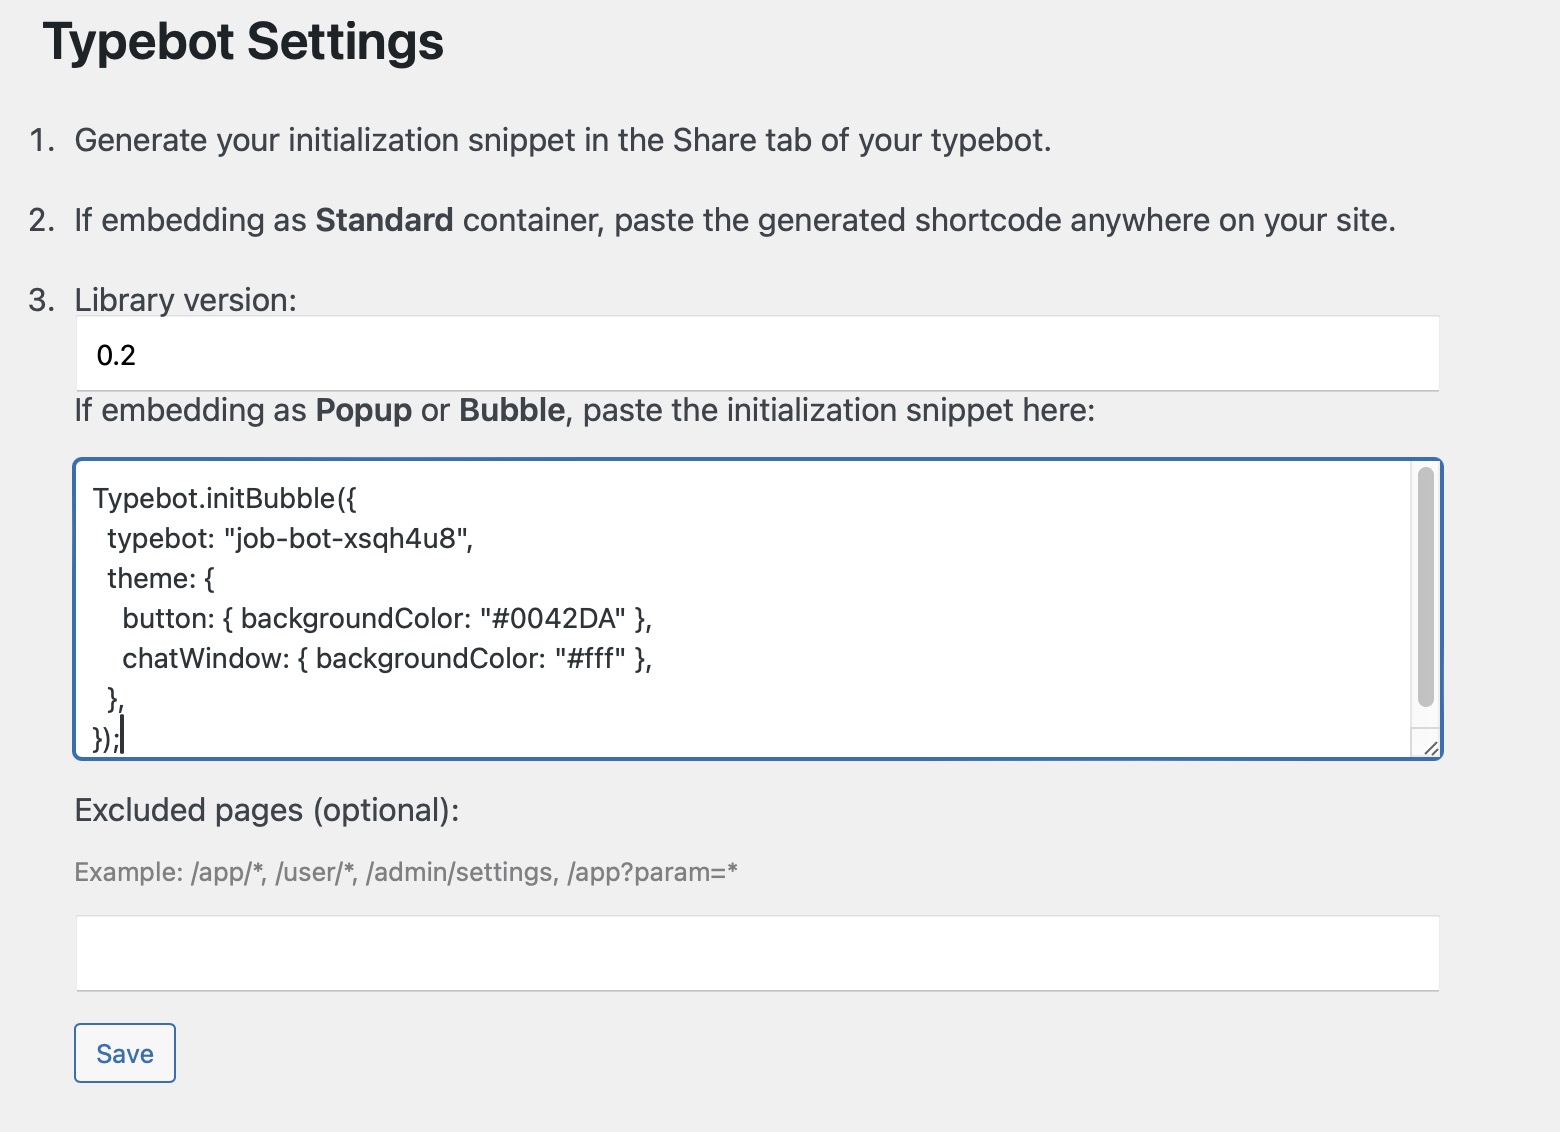 Typebot Settings
1. Generate your initialization snippet in the Share tab of your typebot.
2. If embedding as Standard container, paste the generated shortcode anywhere on your site.
3. Library version:
0.2
If embedding as Popup or Bubble, paste the initialization snippet here:
Typebot.initBubble({
  typebot: "job-bot-xsqh4u8",
  theme: {
    button: { backgroundColor: "#0042DA" },
    chatWindow: { backgroundColor: "#fff" },
  },
});
Excluded pages (optional):
Example: /app/*, /user/*, /admin/settings, /app?param=*
Save